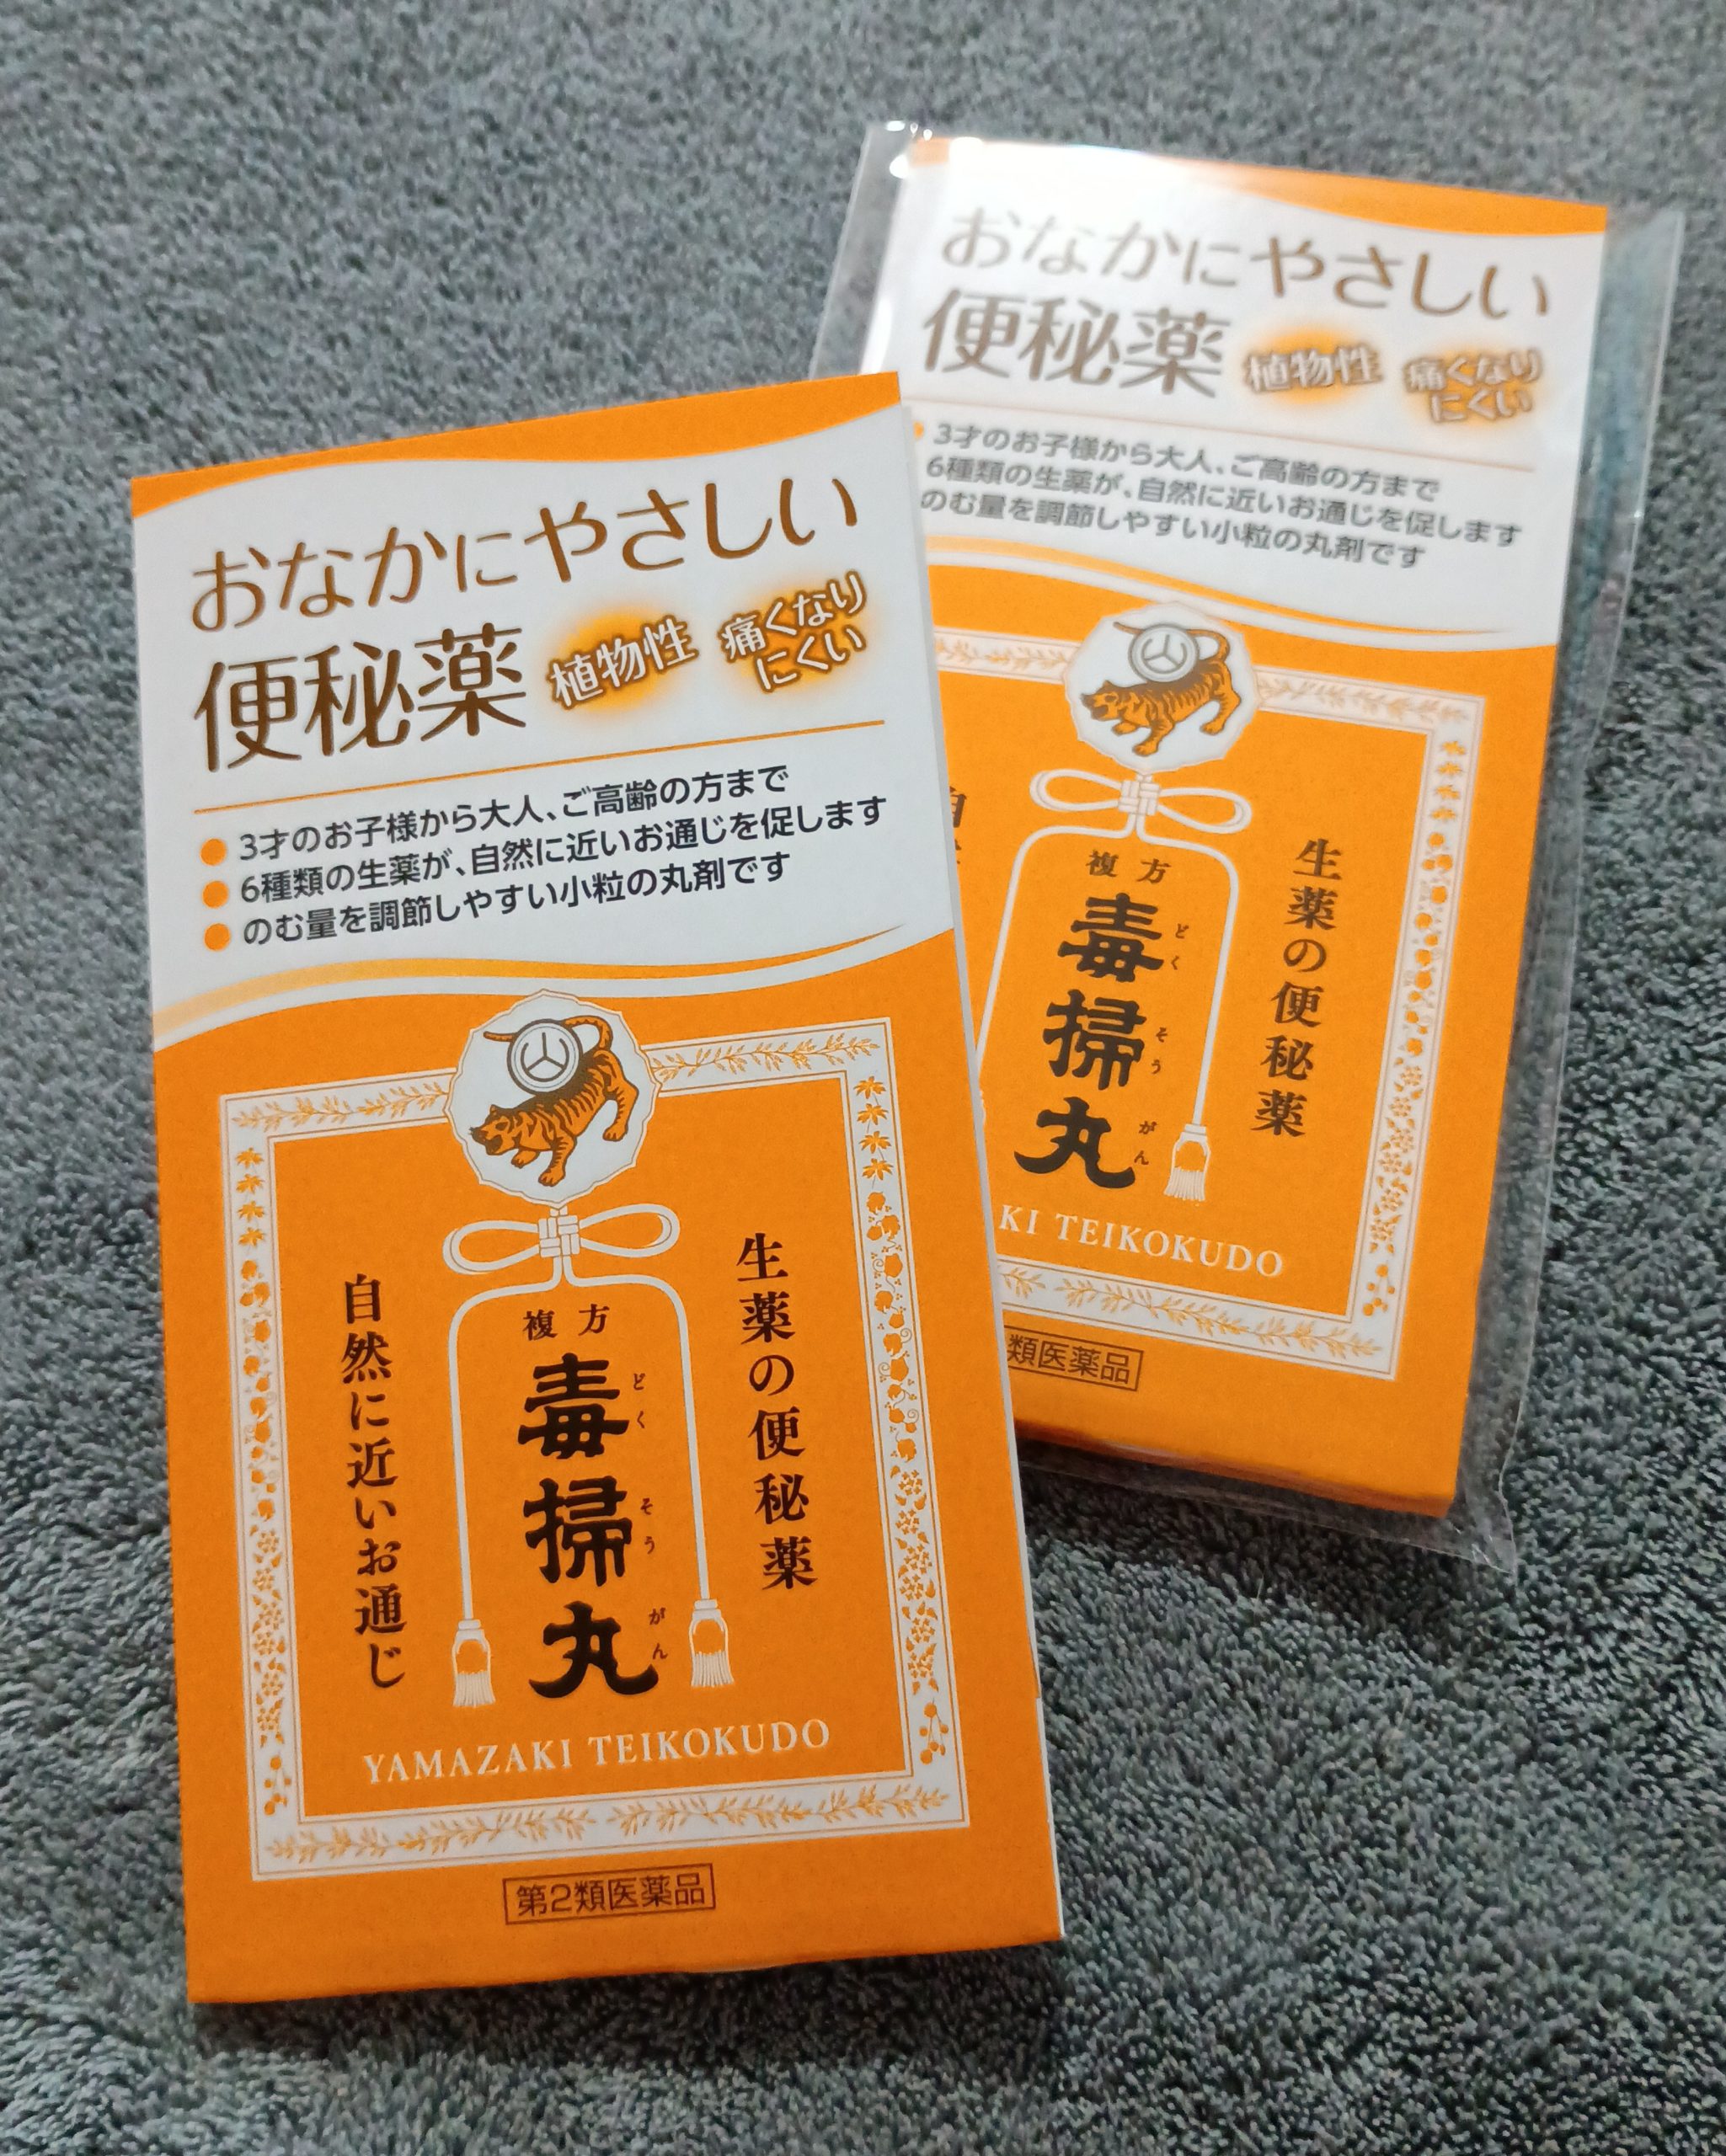 おなかにやさしい
便秘薬
植物性
痛くなり
にくい
3才のお子様から大人、ご高齢の方まで
6種類の生薬が、自然に近いお通じを促します
のむ量を調節しやすい小粒の丸剤です
生薬の便秘薬
複方
毒掃丸
どくそうがん
自然に近いお通じ
YAMAZAKI TEIKOKUDO
第2類医薬品
おなかにやさしい
便秘薬
植物性
痛くなり
にくい
3才のお子様から大人、ご高齢の方まで
6種類の生薬が、自然に近いお通じを促します
のむ量を調節しやすい小粒の丸剤です
生薬の便秘薬
複方
毒掃丸
どくそうがん
自
KI TEIKOKUDO
類医薬品